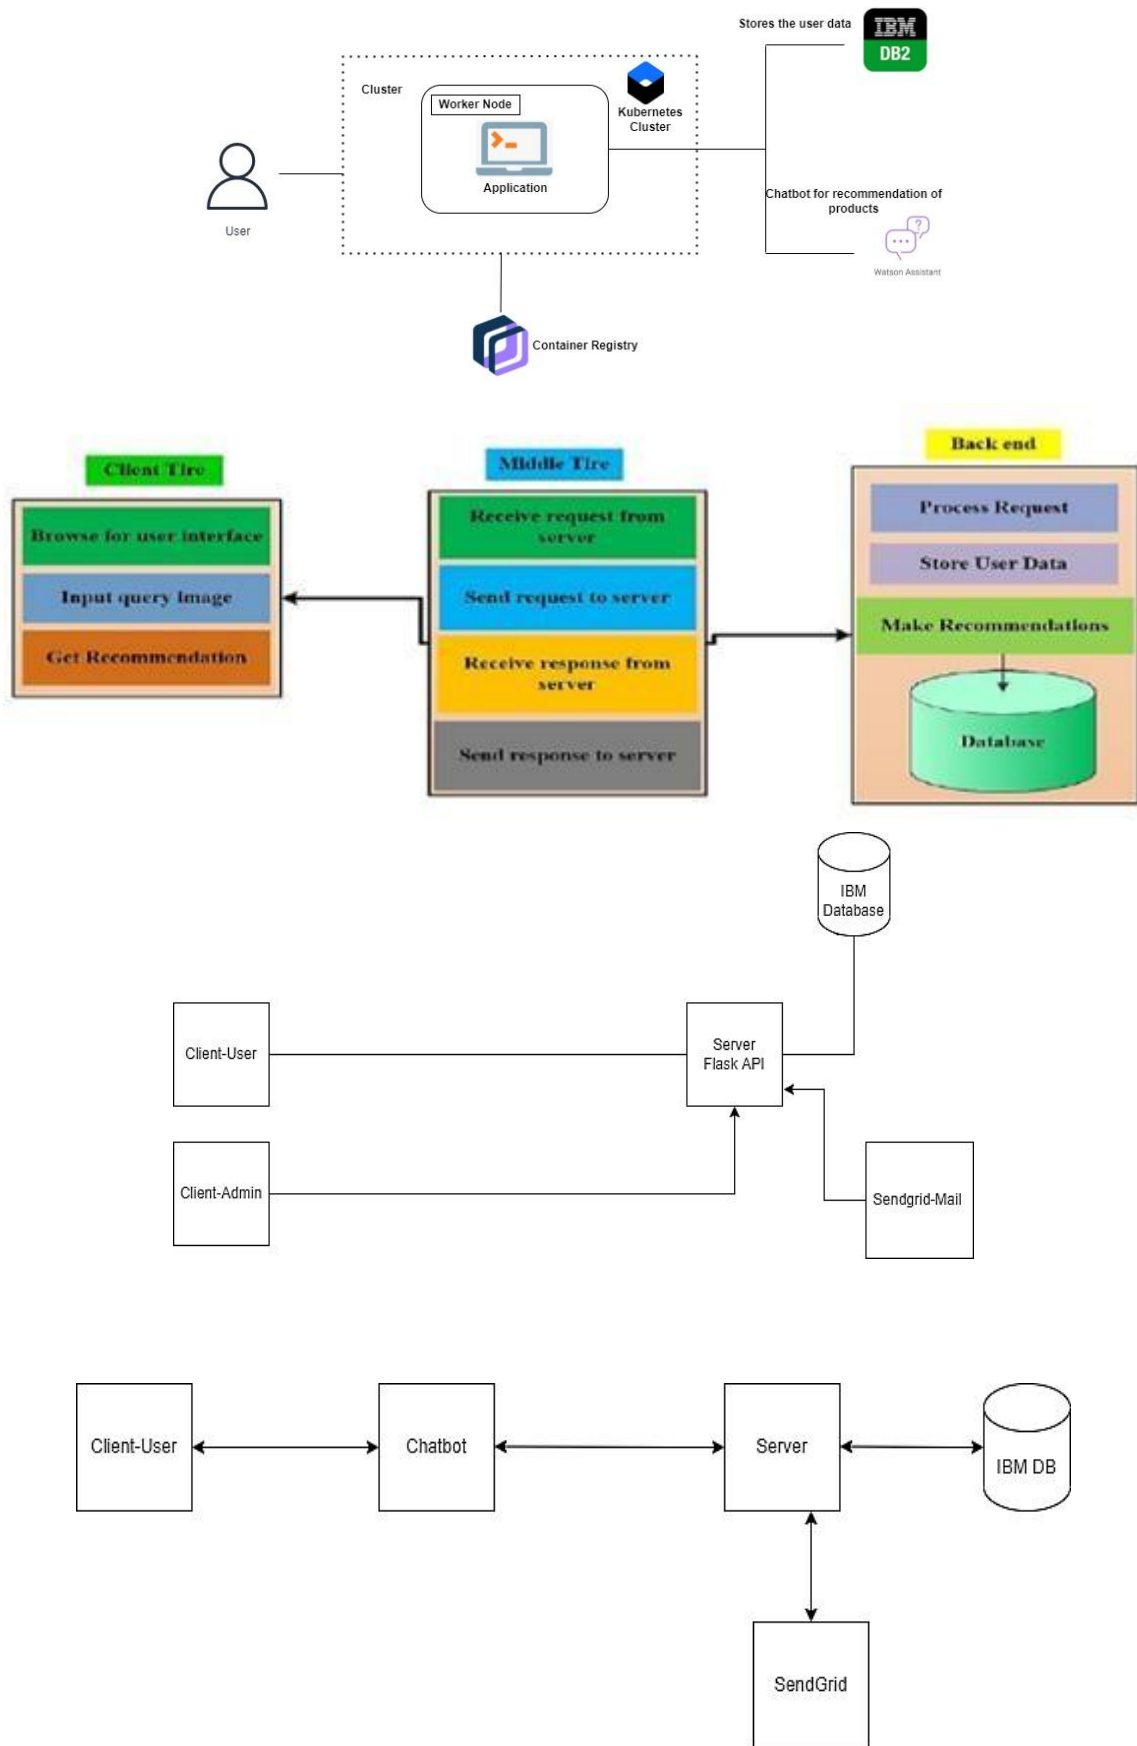 Stores the user data
IBM
DB2
Cluster
Worker Node
Kubernetes
Cluster
Application
User
Chatbot for recommendation of
products
Watson Assistant
Container Registry
Client Tire
Middle Tire
Back end
Browse for user interface
Input query image
Get Recommendation
Receive request from
server
Send request to server
Receive response from
server
Send response to server
Process Request
Store User Data
Make Recommendations
Database
IBM
Database
Client-User
Server
Flask API
Client-Admin
Sendgrid-Mail
Client-User
Chatbot
Server
IBM DB
SendGrid